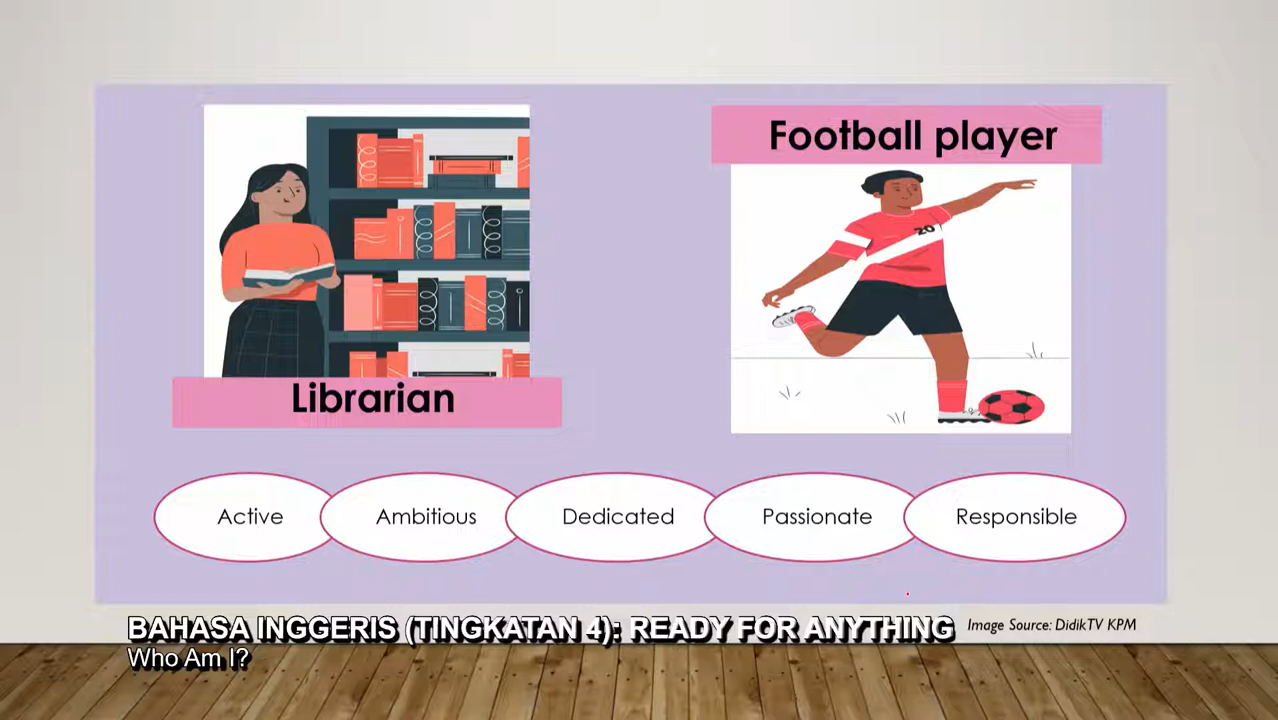 Football player
20
Librarian
Active
Ambitious
Dedicated
Passionate
Responsible
BAHASA INGGERIS (TINGKATAN 4): READY FOR ANYTHING
Image Source: DidikTV KPM
Who Am I?